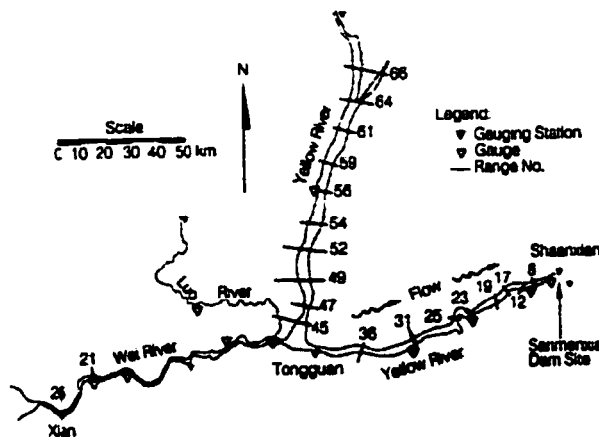 N
Scale
0 10 20 30 40 50 km
Legend:
Gauging Station
Gauge
Range No.
66
64
61
59
56
54
52
49
47
45
Yellow River
River
Wei River
21
26
Xian
Tongguan
36
31
25
23
19
17
12
8
Flow
Yellow River
Shaanxian
Sanmenxia
Dam Site